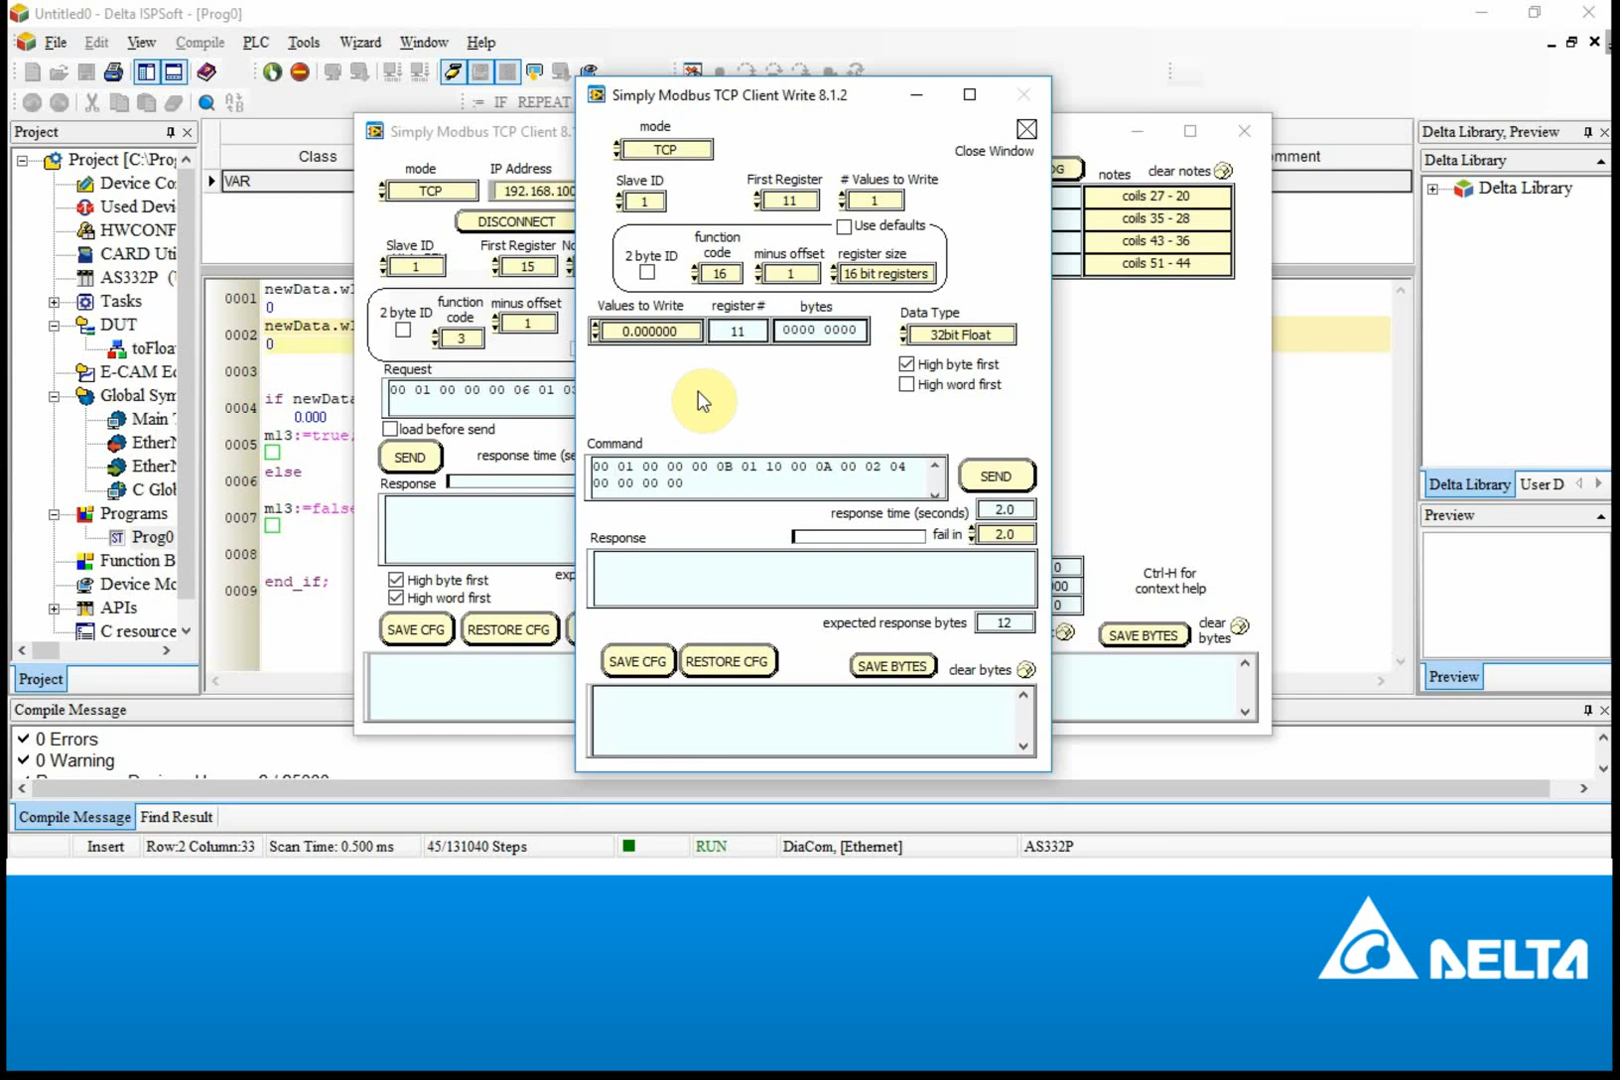 Untitled0 - Delta ISPSoft - [Prog0]
File Edit View Compile PLC Tools Wizard Window Help
:= IF REPEAT
Project
Project [C:\Prog
Device Co
Used Devi
HWCONF
CARD Uti
AS332P (
Tasks
DUT
toFloa
E-CAM Ed
Global Sym
Main
EtherN
EtherN
C Glob
Programs
ST Prog0
Function B
Device Mo
APIs
C resource
Project
Class
VAR
0001
newData.w
0
0002
newData.w
0
0003
0004
if newData
0.000
0005
m13:=true;
0006
else
0007
m13:=false
0008
0009
end_if;
Simply Modbus TCP Client 8.
mode
TCP
IP Address
192.168.100
DISCONNECT
Slave ID
1
First Register
15
2 byte ID
function code
3
minus offset
1
Request
00 01 00 00 00 06 01 03
load before send
SEND
response time (se
Response
High byte first
High word first
SAVE CFG
RESTORE CFG
Simply Modbus TCP Client Write 8.1.2
mode
TCP
Close Window
Slave ID
1
First Register
11
# Values to Write
1
Use defaults
2 byte ID
function code
16
minus offset
1
register size
16 bit registers
Values to Write
register#
bytes
0.000000
11
0000 0000
Data Type
32bit Float
High byte first
High word first
Command
00 01 00 00 00 0B 01 10 00 0A 00 02 04
00 00 00 00
SEND
response time (seconds)
2.0
Response
fail in
2.0
expected response bytes
12
SAVE CFG
RESTORE CFG
SAVE BYTES
clear bytes
notes
clear notes
coils 27 - 20
coils 35 - 28
coils 43 - 36
coils 51 - 44
Ctrl-H for
context help
SAVE BYTES
clear
bytes
mment
Delta Library, Preview
Delta Library
Delta Library
Delta Library
User D
Preview
Preview
Compile Message
0 Errors
0 Warning
Compile Message
Find Result
Insert
Row:2 Column:33
Scan Time: 0.500 ms
45/131040 Steps
RUN
DiaCom, [Ethernet]
AS332P
DELTA